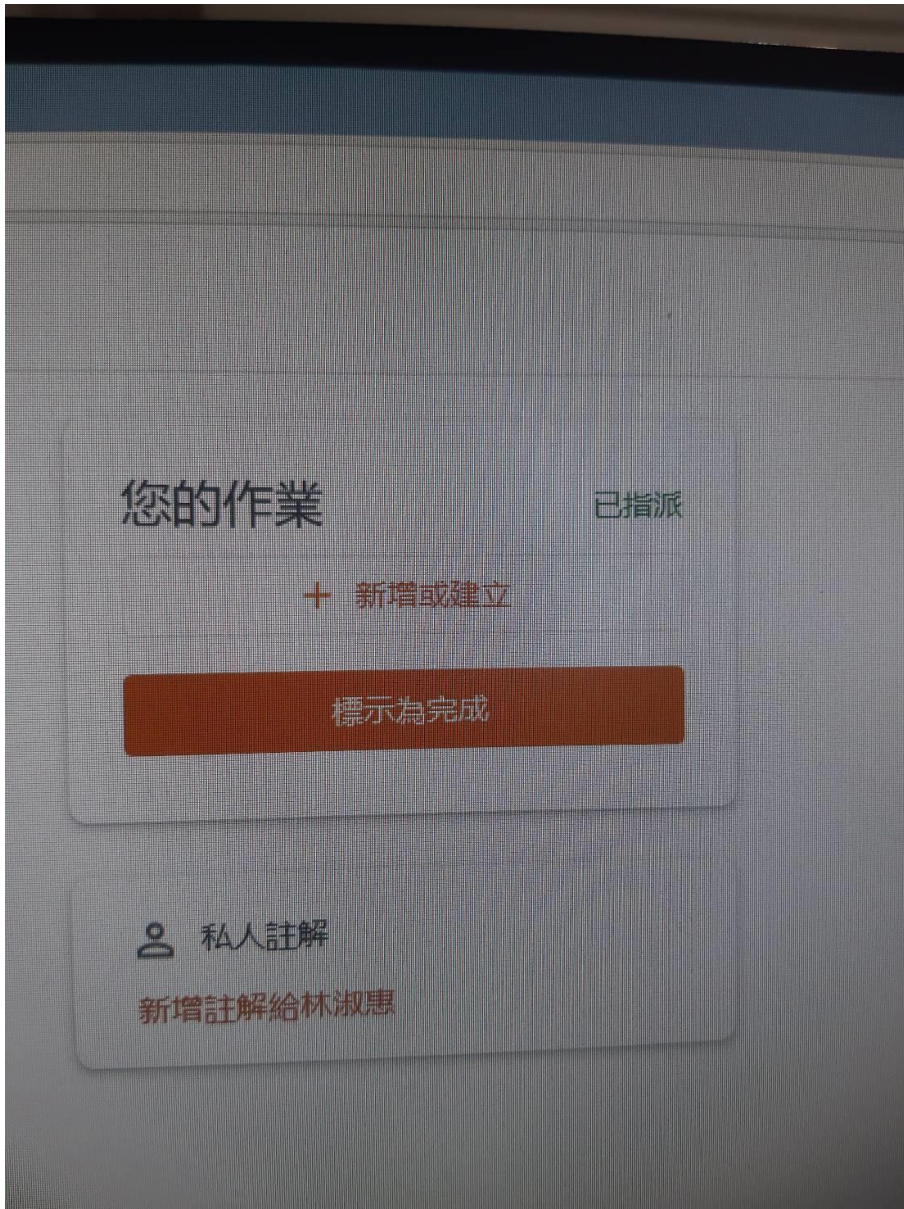 您的作業
已指派
+ 新增或建立
標示為完成
私人註解
新增註解給林淑惠